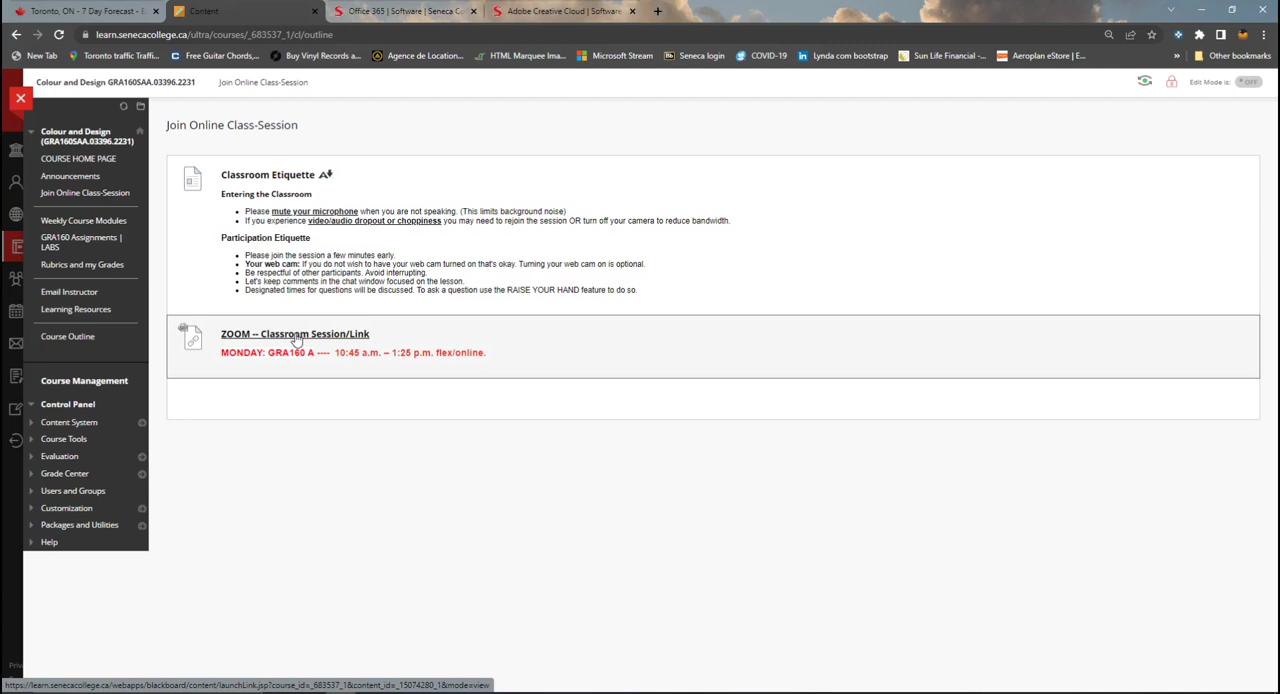 Toronto, ON - 7 Day Forecast - E
Content
Office 365 | Software | Seneca Co
Adobe Creative Cloud | Software
learn.senecacollege.ca/ultra/courses/_683537_1/cl/outline
New Tab
Toronto traffic Toronto traffi...
Free Guitar Chords,...
Buy Vinyl Records a...
Agence de Location...
HTML Marquee Ima...
Microsoft Stream
Seneca login
COVID-19
Lynda com bootstrap
Sun Life Financial -...
Aeroplan eStore | E...
»
Other bookmarks
Colour and Design GRA160SAA.03396.2231
Join Online Class-Session
Edit Mode is:
OFF
Colour and Design
(GRA160SAA.03396.2231)
COURSE HOME PAGE
Announcements
Join Online Class-Session
Weekly Course Modules
GRA160 Assignments |
LABS
Rubrics and my Grades
Email Instructor
Learning Resources
Course Outline
Course Management
Control Panel
Content System
Course Tools
Evaluation
Grade Center
Users and Groups
Customization
Packages and Utilities
Help
Join Online Class-Session
Classroom Etiquette
Entering the Classroom
• Please mute your microphone when you are not speaking. (This limits background noise)
• If you experience video/audio dropout or choppiness you may need to rejoin the session OR turn off your camera to reduce bandwidth.
Participation Etiquette
• Please join the session a few minutes early.
• Your web cam: If you do not wish to have your web cam turned on that's okay. Turning your web cam on is optional.
• Be respectful of other participants. Avoid interrupting.
• Let's keep comments in the chat window focused on the lesson.
• Designated times for questions will be discussed. To ask a question use the RAISE YOUR HAND feature to do so.
ZOOM -- Classroom Session/Link
MONDAY: GRA160 A ---- 10:45 a.m. – 1:25 p.m. flex/online.
Priv
https://learn.senecacollege.ca/webapps/blackboard/content/launchLink.jsp?course_id=_683537_1&content_id=_15074280_1&mode=view